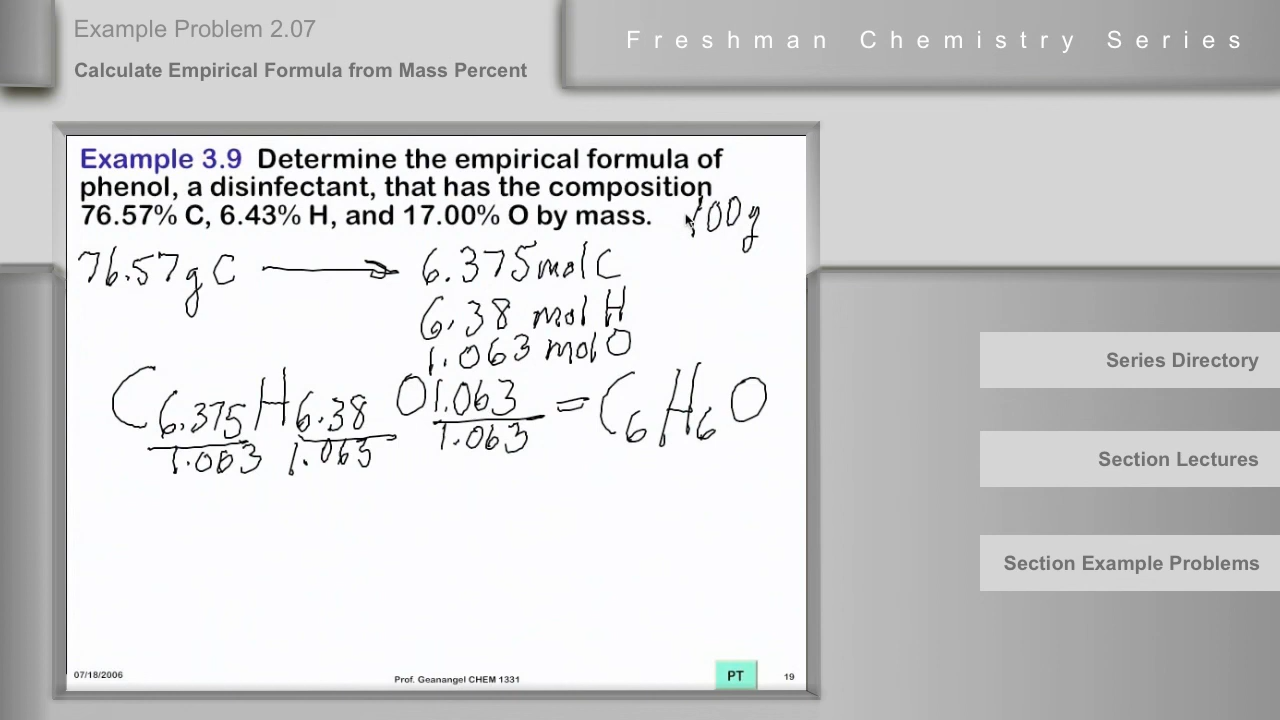 Example Problem 2.07
Calculate Empirical Formula from Mass Percent
Freshman Chemistry Series
Example 3.9 Determine the empirical formula of
phenol, a disinfectant, that has the composition
76.57% C, 6.43% H, and 17.00% O by mass.
100g
76.57g C → 6.375 mol C
6.38 mol H
1.063 mol O
C 6.375/1.063 H 6.38/1.063 O 1.063/1.063 = C6H6O
Series Directory
Section Lectures
Section Example Problems
07/18/2006
Prof. Geanangel CHEM 1331
PT
19